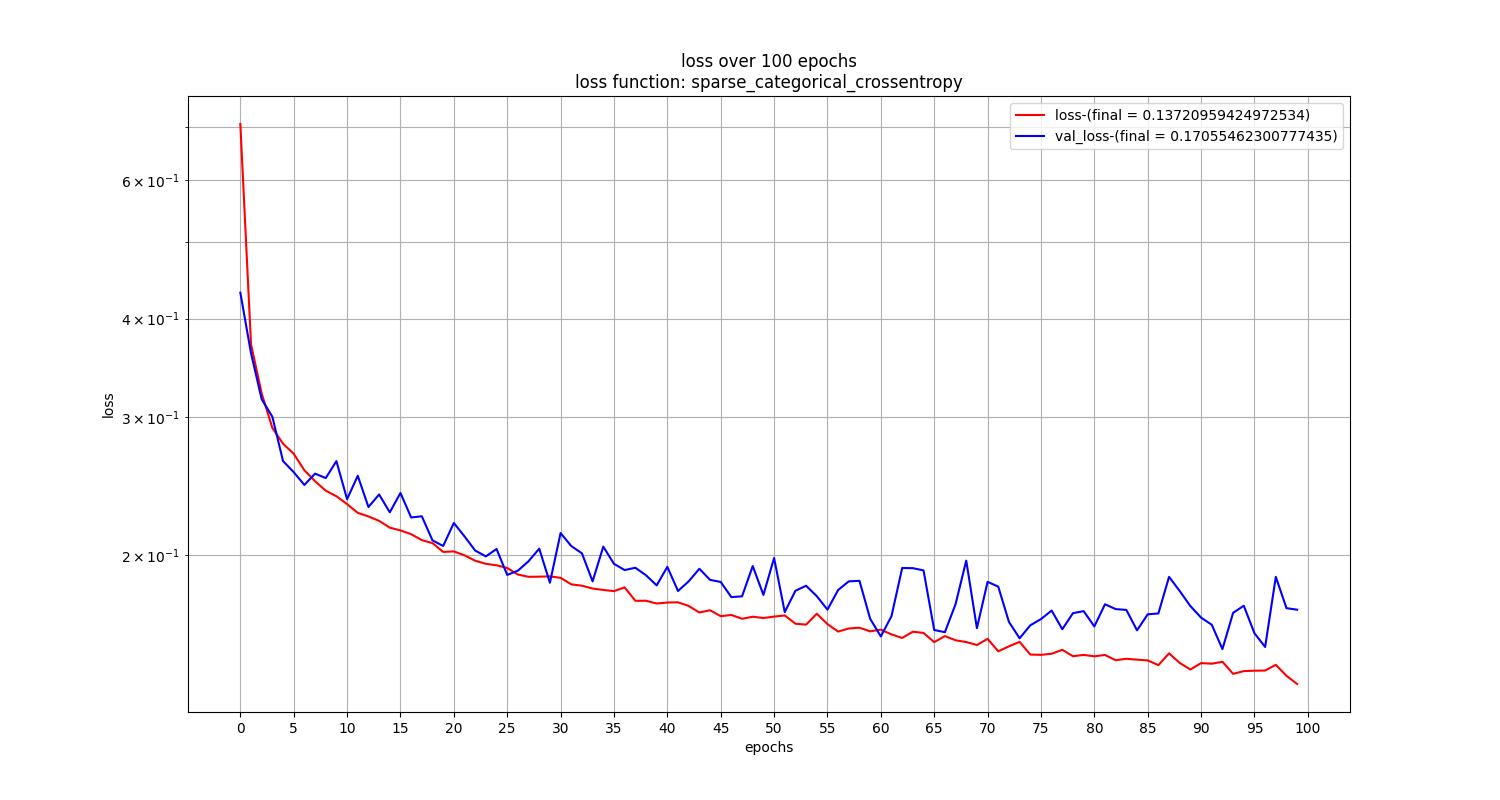 loss over 100 epochs
loss function: sparse_categorical_crossentropy
loss-(final = 0.13720959424972534)
val_loss-(final = 0.17055462300777435)
6 × 10⁻¹
4 × 10⁻¹
3 × 10⁻¹
2 × 10⁻¹
loss
0 5 10 15 20 25 30 35 40 45 50 55 60 65 70 75 80 85 90 95 100
epochs